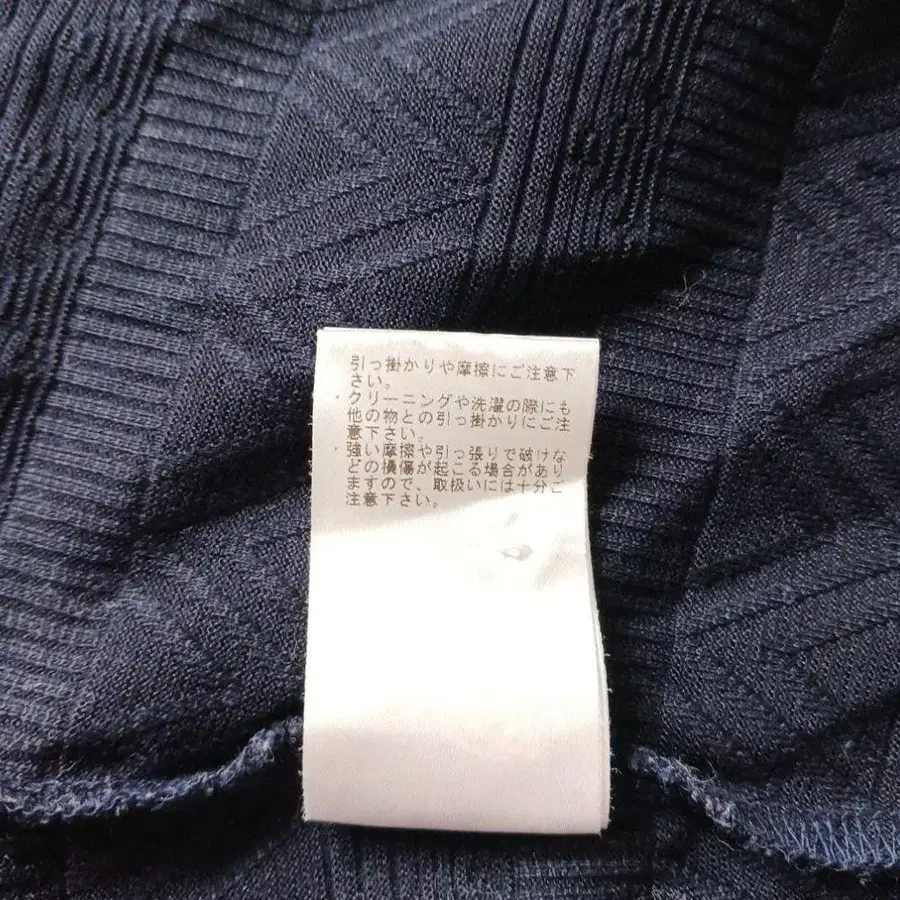 引っ掛かりや摩擦にご注意下
さい。
・クリーニングや洗濯の際にも
他の物との引っ掛かりにご注
意下さい。
・強い摩擦や引っ張りで破けな
どの損傷が起こる場合があり
ますので、取扱いには十分ご
注意下さい。